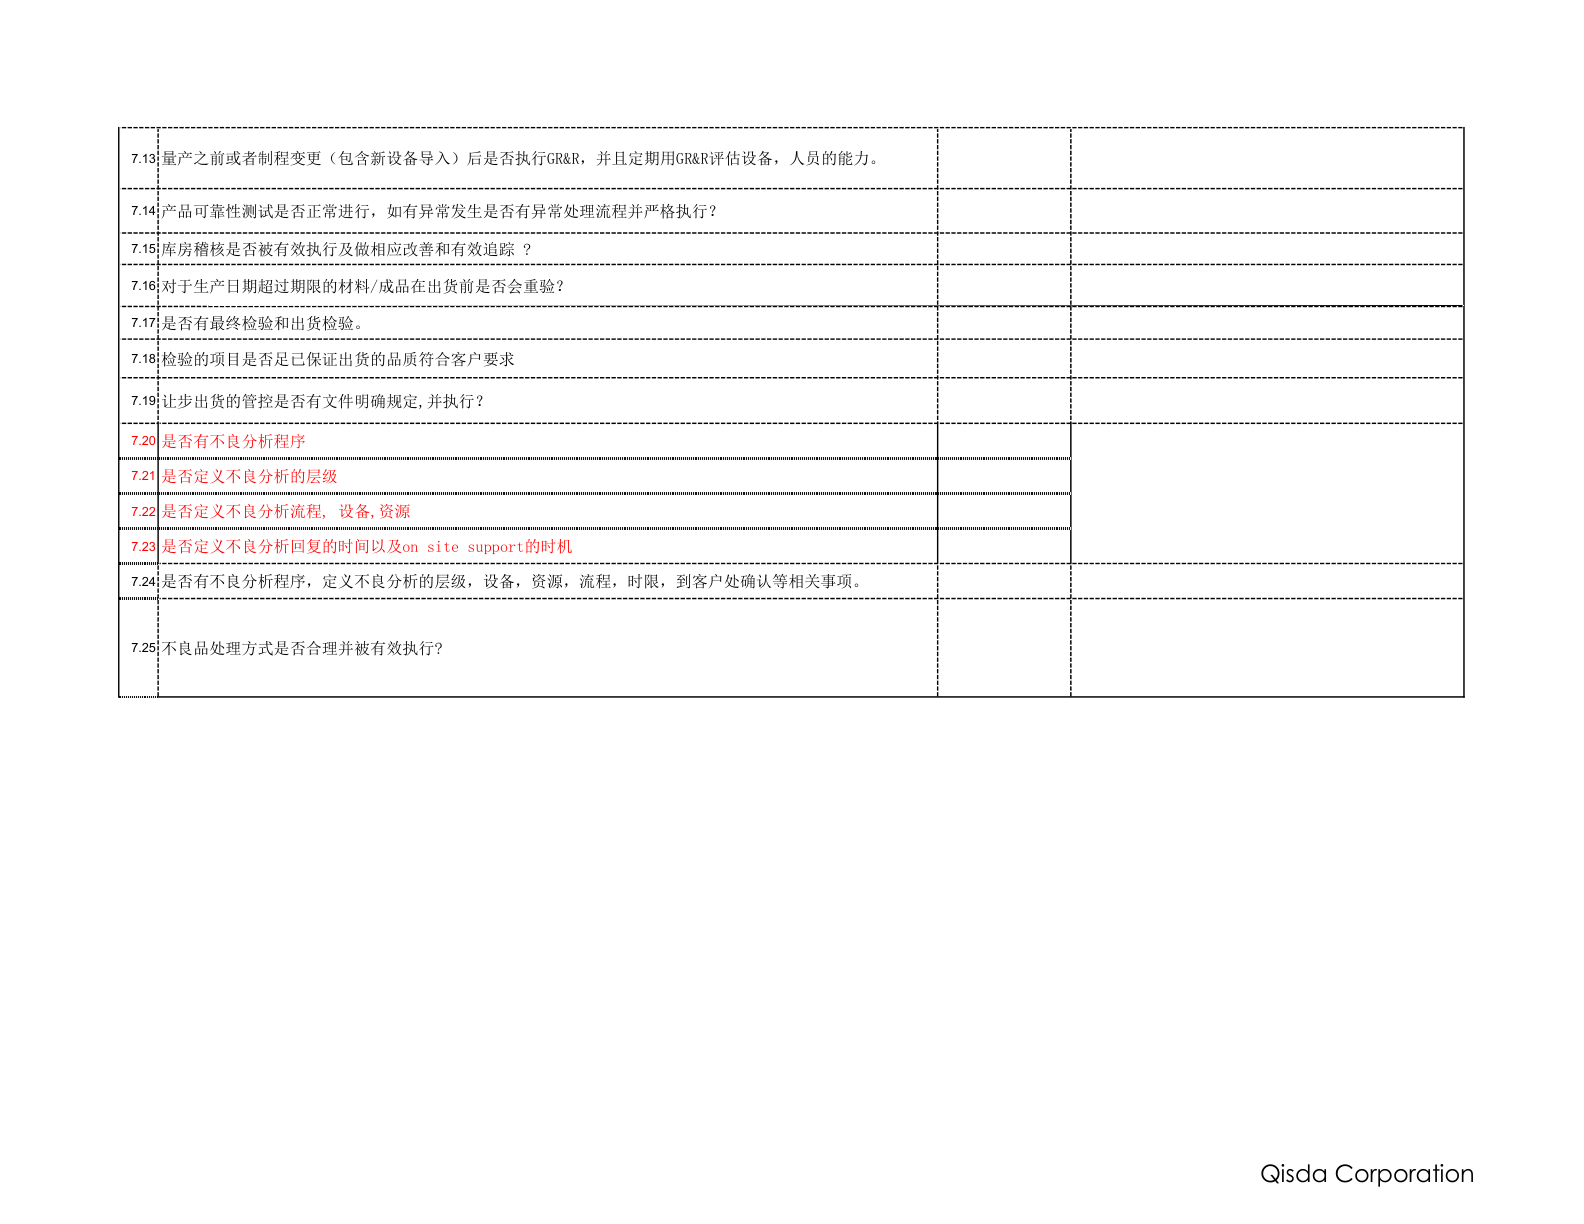 7.13 量产之前或者制程变更（包含新设备导入）后是否执行GR&R，并且定期用GR&R评估设备，人员的能力。
7.14 产品可靠性测试是否正常进行，如有异常发生是否有异常处理流程并严格执行？
7.15 库房稽核是否被有效执行及做相应改善和有效追踪 ?
7.16 对于生产日期超过期限的材料/成品在出货前是否会重验？
7.17 是否有最终检验和出货检验。
7.18 检验的项目是否足已保证出货的品质符合客户要求
7.19 让步出货的管控是否有文件明确规定,并执行？
7.20 是否有不良分析程序
7.21 是否定义不良分析的层级
7.22 是否定义不良分析流程, 设备,资源
7.23 是否定义不良分析回复的时间以及on site support的时机
7.24 是否有不良分析程序，定义不良分析的层级，设备，资源，流程，时限，到客户处确认等相关事项。
7.25 不良品处理方式是否合理并被有效执行?
Qisda Corporation